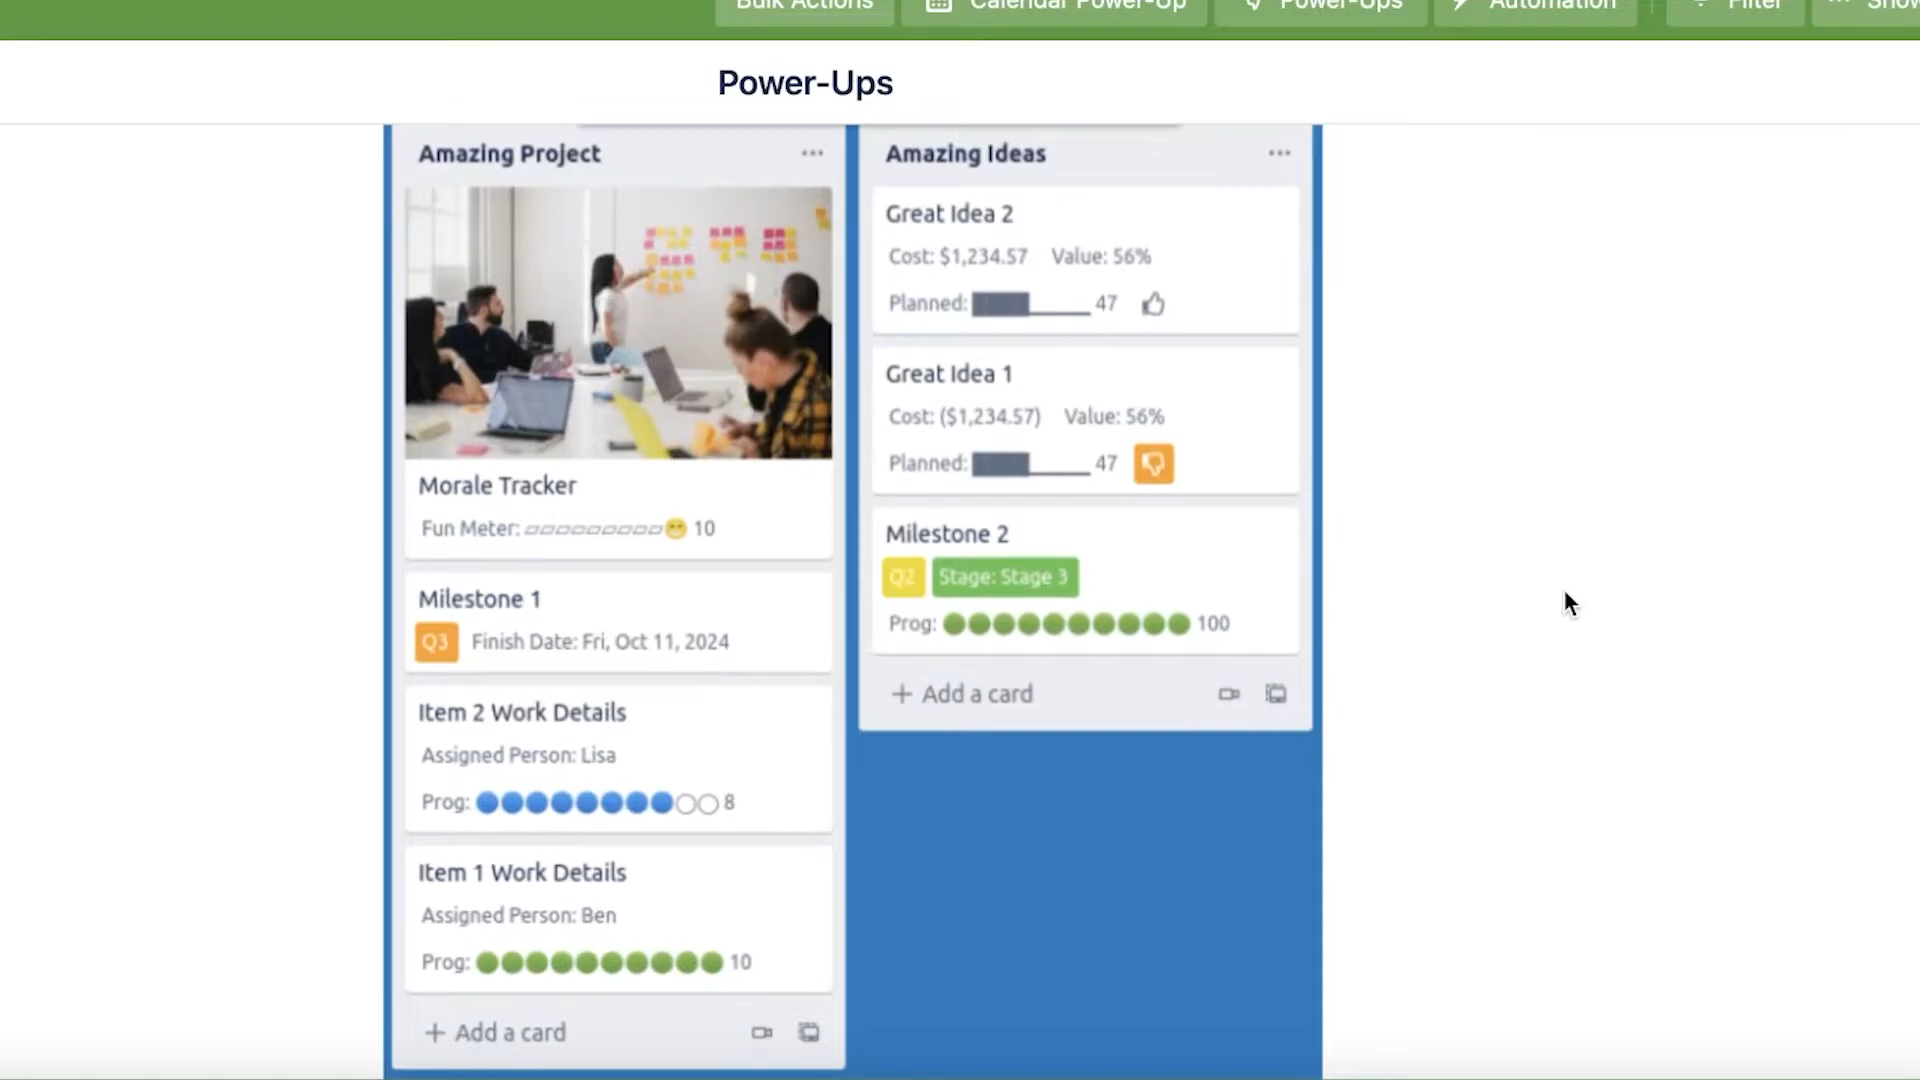 Bulk Actions
Calendar Power-Up
Power-Ups
Automation
Filter
Power-Ups
Amazing Project
Morale Tracker
Fun Meter: 10
Milestone 1
Q3 Finish Date: Fri, Oct 11, 2024
Item 2 Work Details
Assigned Person: Lisa
Prog: 8
Item 1 Work Details
Assigned Person: Ben
Prog: 10
+ Add a card
Amazing Ideas
Great Idea 2
Cost: $1,234.57 Value: 56%
Planned: 47
Great Idea 1
Cost: ($1,234.57) Value: 56%
Planned: 47
Milestone 2
Q2 Stage: Stage 3
Prog: 100
+ Add a card